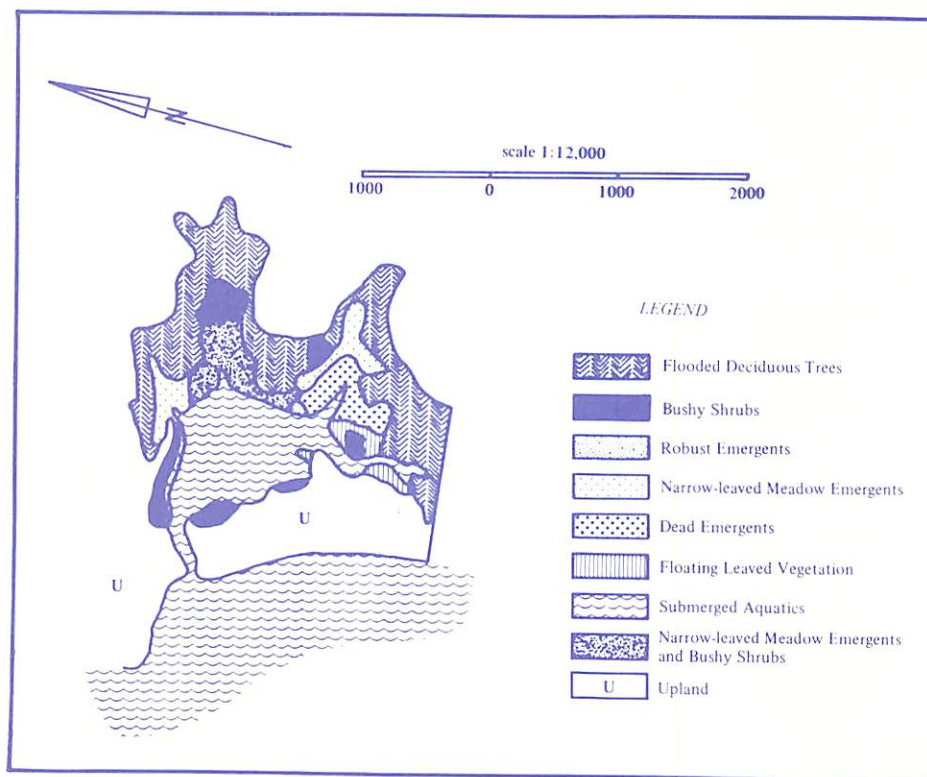 N
scale 1:12,000
1000 0 1000 2000
LEGEND
Flooded Deciduous Trees
Bushy Shrubs
Robust Emergents
Narrow-leaved Meadow Emergents
Dead Emergents
Floating Leaved Vegetation
Submerged Aquatics
Narrow-leaved Meadow Emergents
and Bushy Shrubs
U Upland
U
U